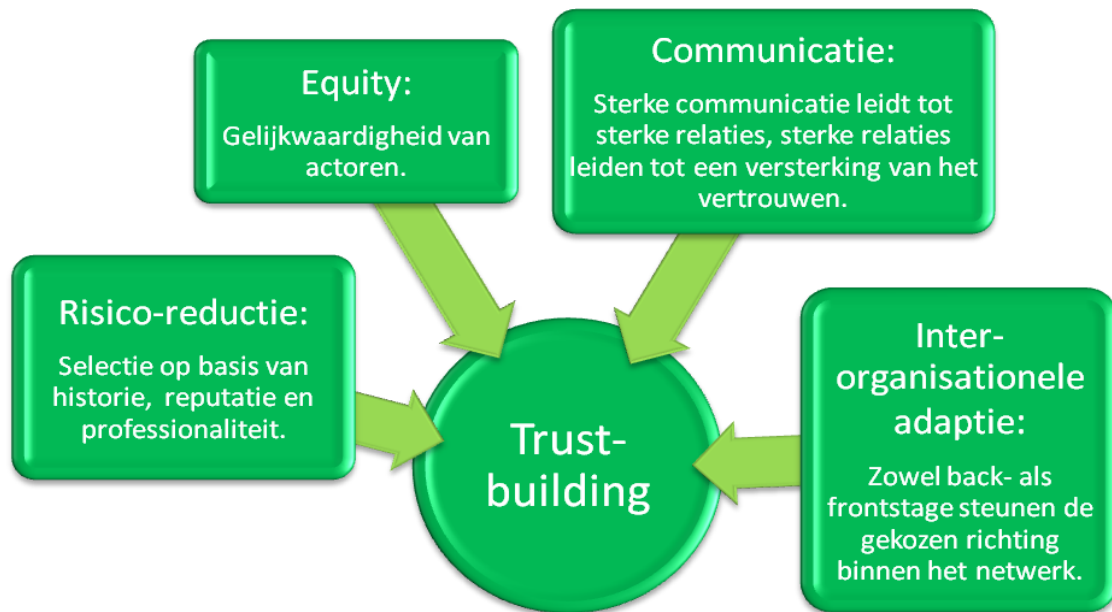 Equity:
Gelijkwaardigheid van
actoren.
Communicatie:
Sterke communicatie leidt tot
sterke relaties, sterke relaties
leiden tot een versterking van het
vertrouwen.
Risico-reductie:
Selectie op basis van
historie, reputatie en
professionaliteit.
Inter-
organisationele
adaptie:
Zowel back- als
frontstage steunen de
gekozen richting
binnen het netwerk.
Trust-
building